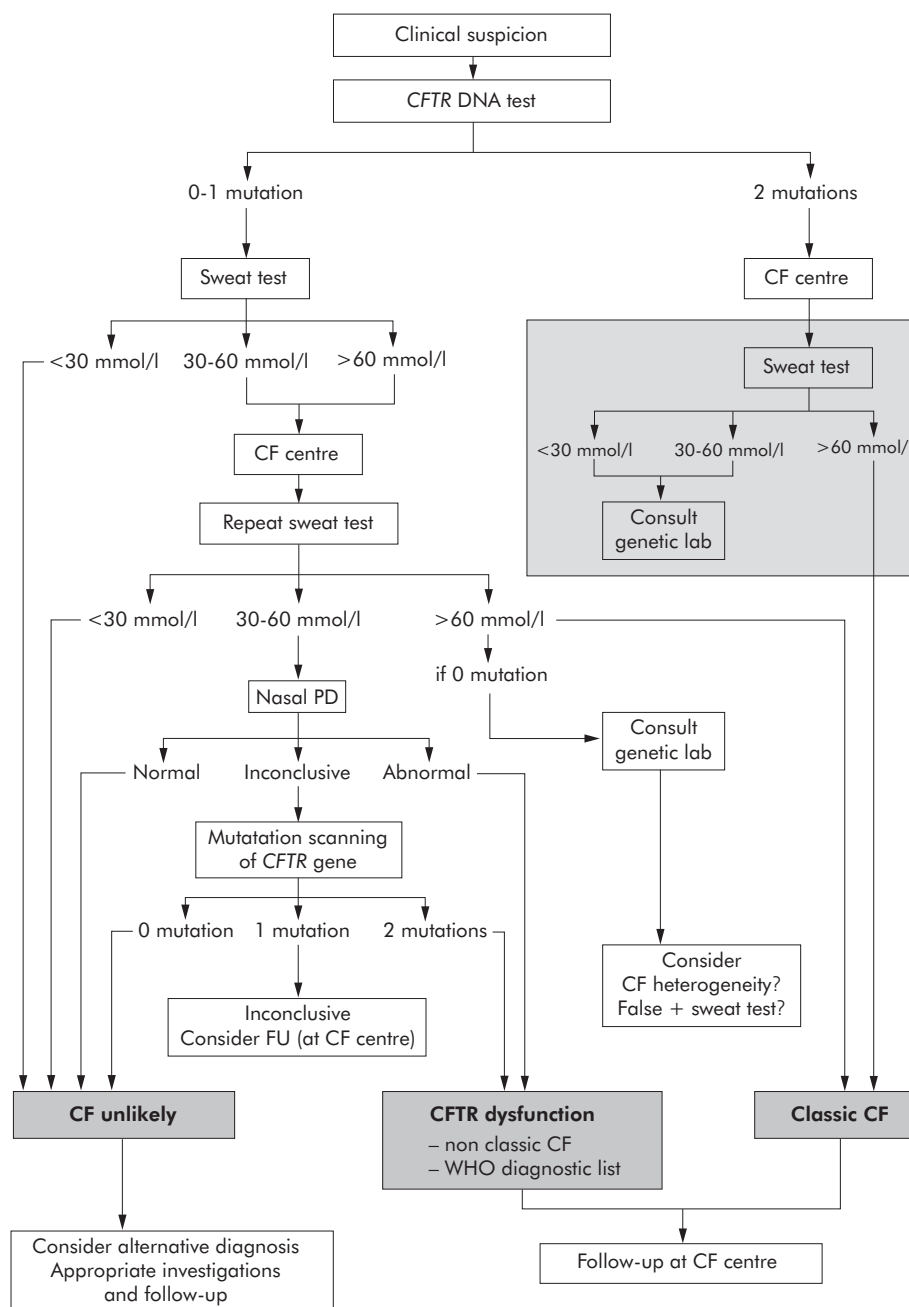 Clinical suspicion
CFTR DNA test
0-1 mutation
2 mutations
Sweat test
CF centre
<30 mmol/l
30-60 mmol/l
>60 mmol/l
Sweat test
<30 mmol/l
30-60 mmol/l
>60 mmol/l
CF centre
Consult
genetic lab
Repeat sweat test
<30 mmol/l
30-60 mmol/l
>60 mmol/l
if 0 mutation
Nasal PD
Consult
genetic lab
Normal
Inconclusive
Abnormal
Mutatation scanning
of CFTR gene
0 mutation
1 mutation
2 mutations
Consider
CF heterogeneity?
False + sweat test?
Inconclusive
Consider FU (at CF centre)
CF unlikely
CFTR dysfunction
– non classic CF
– WHO diagnostic list
Classic CF
Consider alternative diagnosis
Appropriate investigations
and follow-up
Follow-up at CF centre